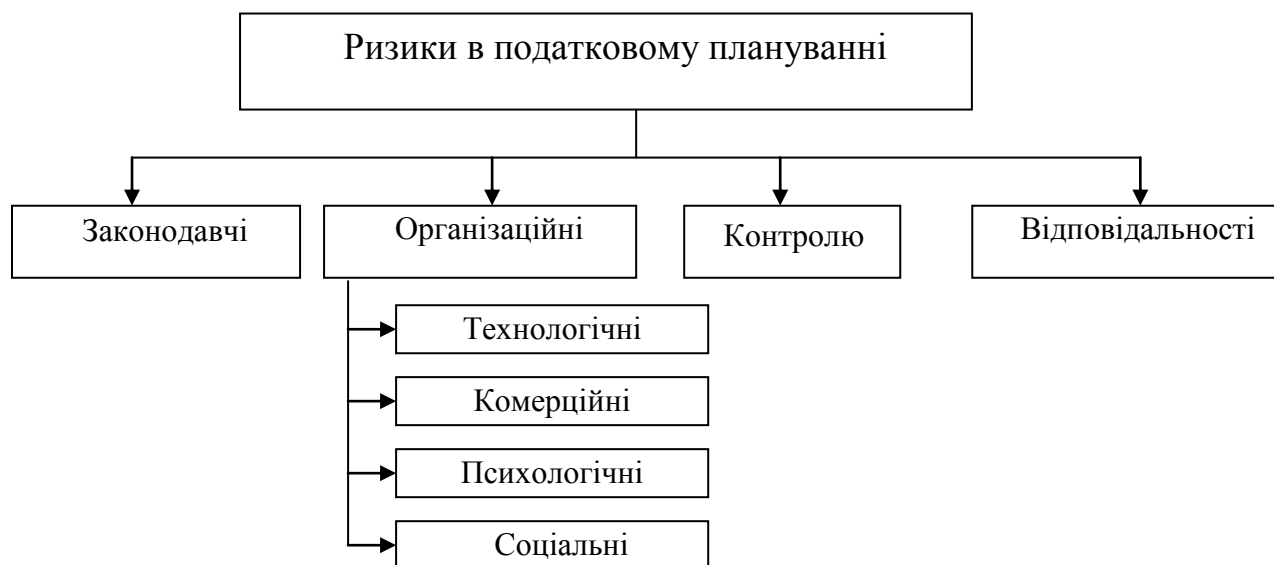 Ризики в податковому плануванні
Законодавчі
Організаційні
Контролю
Відповідальності
Технологічні
Комерційні
Психологічні
Соціальні